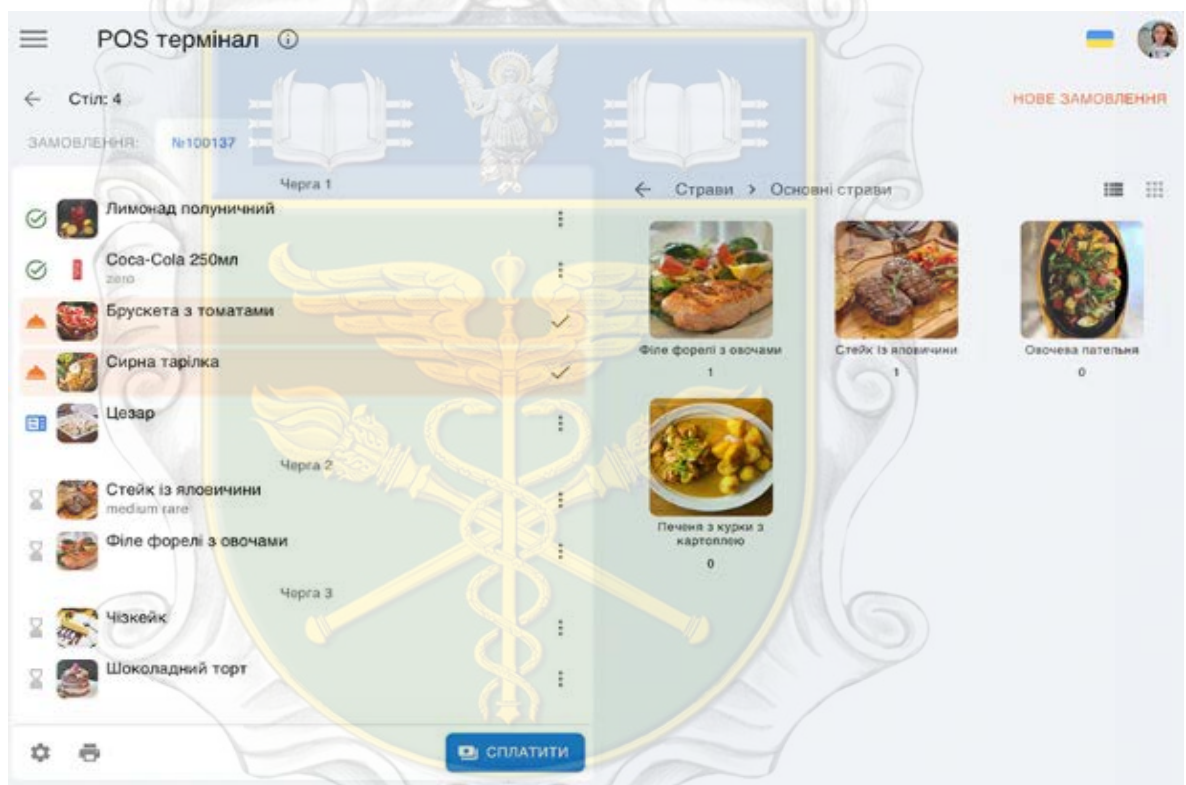 POS термінал
Стіл: 4
НОВЕ ЗАМОВЛЕННЯ
ЗАМОВЛЕННЯ:
№100137
Черга 1
Лимонад полуничний
Coca-Cola 250мл
zero
Брускета з томатами
Сирна тарілка
Цезар
Черга 2
Стейк із яловичини
medium rare
Філе форелі з овочами
Черга 3
Чізкейк
Шоколадний торт
СПЛАТИТИ
Страви > Основні страви
Філе форелі з овочами
1
Стейк із яловичини
1
Овочева пательня
0
Печеня з курки з
картоплею
0